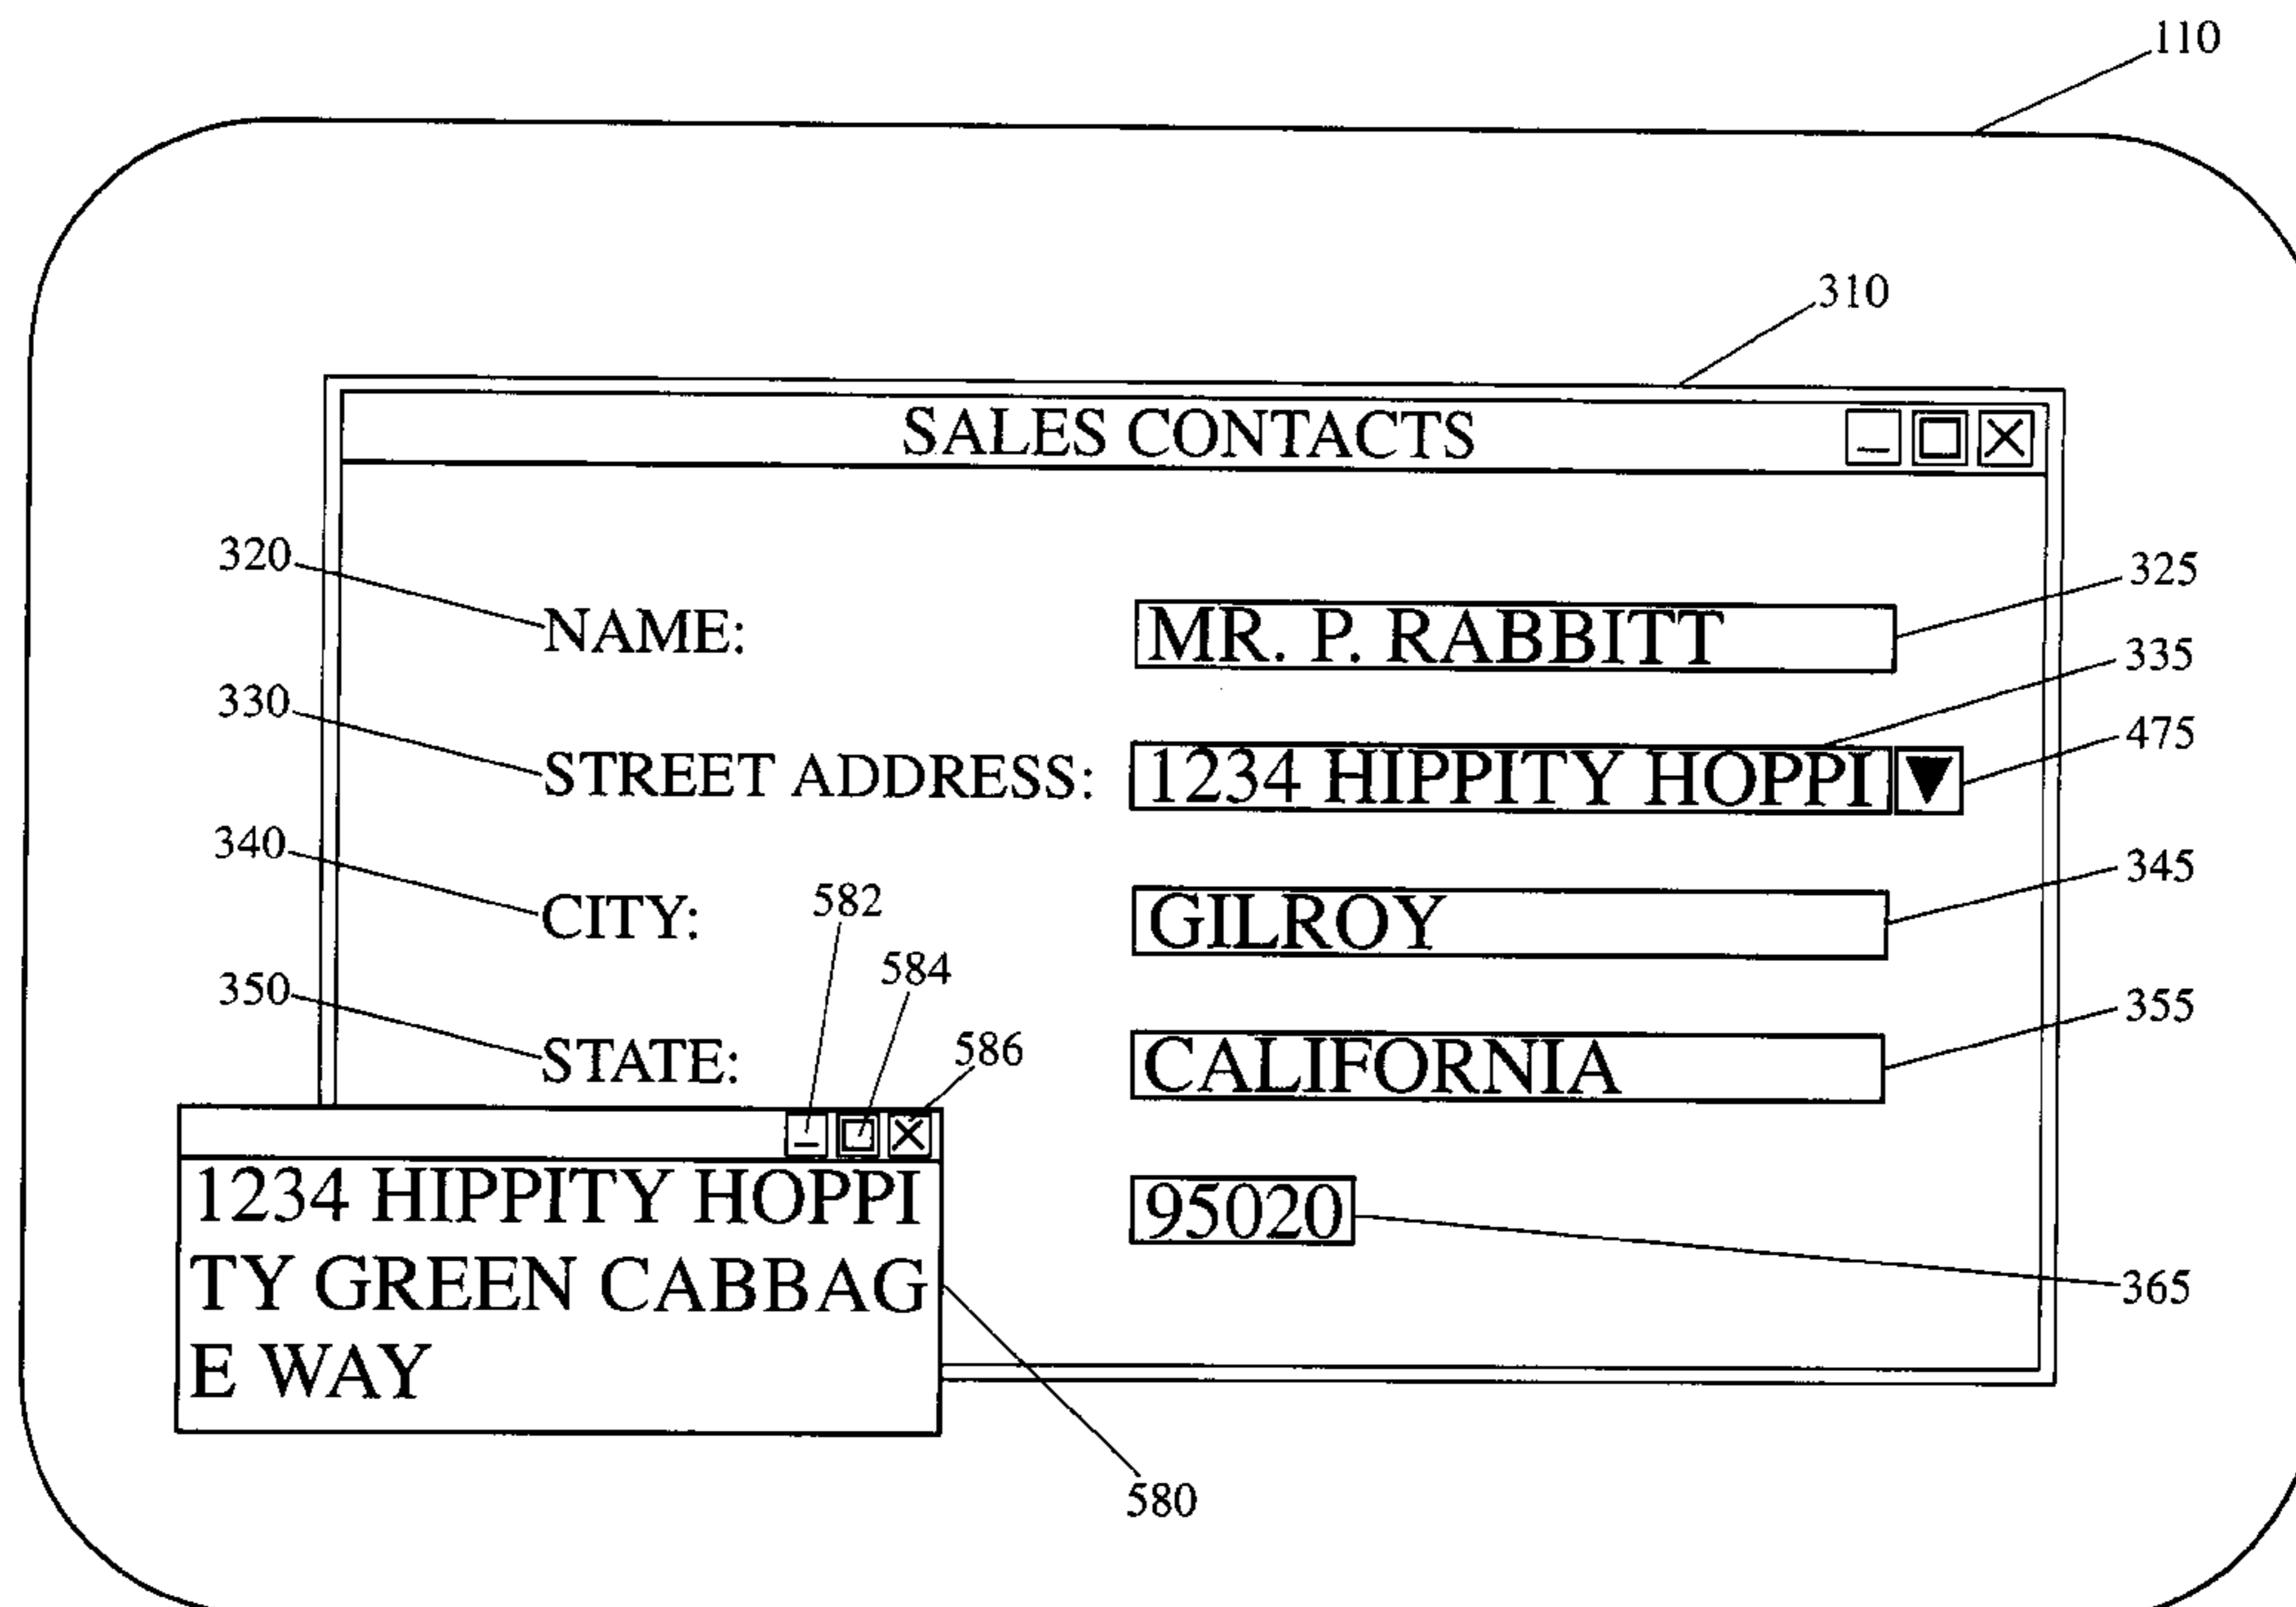 110
310
SALES CONTACTS
320
NAME:
MR. P. RABBITT
325
330
STREET ADDRESS:
1234 HIPPITY HOPPI
335
475
340
CITY:
GILROY
345
582
584
586
350
STATE:
CALIFORNIA
355
1234 HIPPITY HOPPI
TY GREEN CABBAG
E WAY
95020
365
580